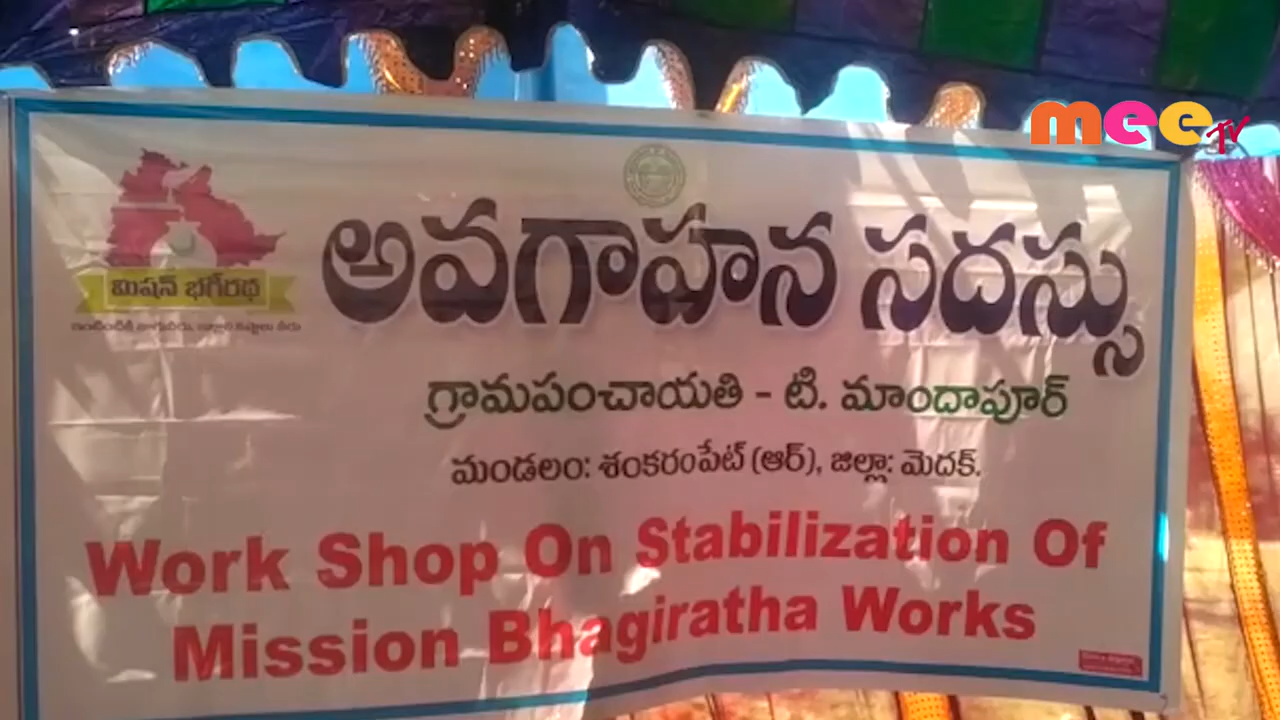 mee TV
మిషన్ భగీరథ
అవగాహన సదస్సు
గ్రామపంచాయతి - టి. మాందాపూర్
మండలం: శంకరంపేట్ (ఆర్), జిల్లా: మెదక్.
Work Shop On Stabilization Of
Mission Bhagiratha Works